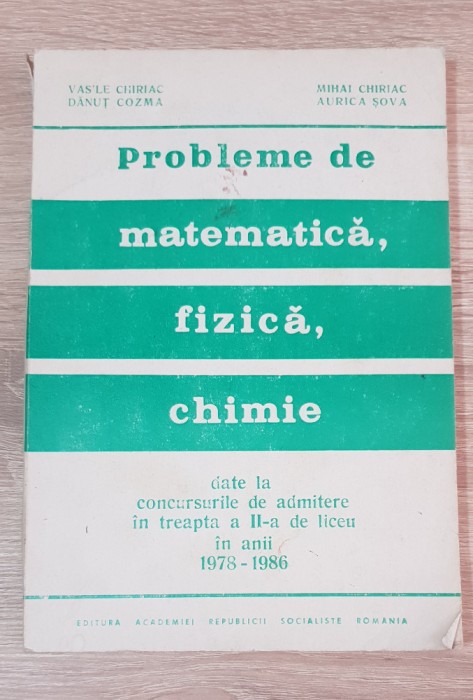 VASILE CHIRIAC
DĂNUȚ COZMA
MIHAI CHIRIAC
AURICA ȘOVA
Probleme de
matematică,
fizică,
chimie
date la
concursurile de admitere
în treapta a II-a de liceu
în anii
1978-1986
EDITURA ACADEMIEI REPUBLICII SOCIALISTE ROMÂNIA